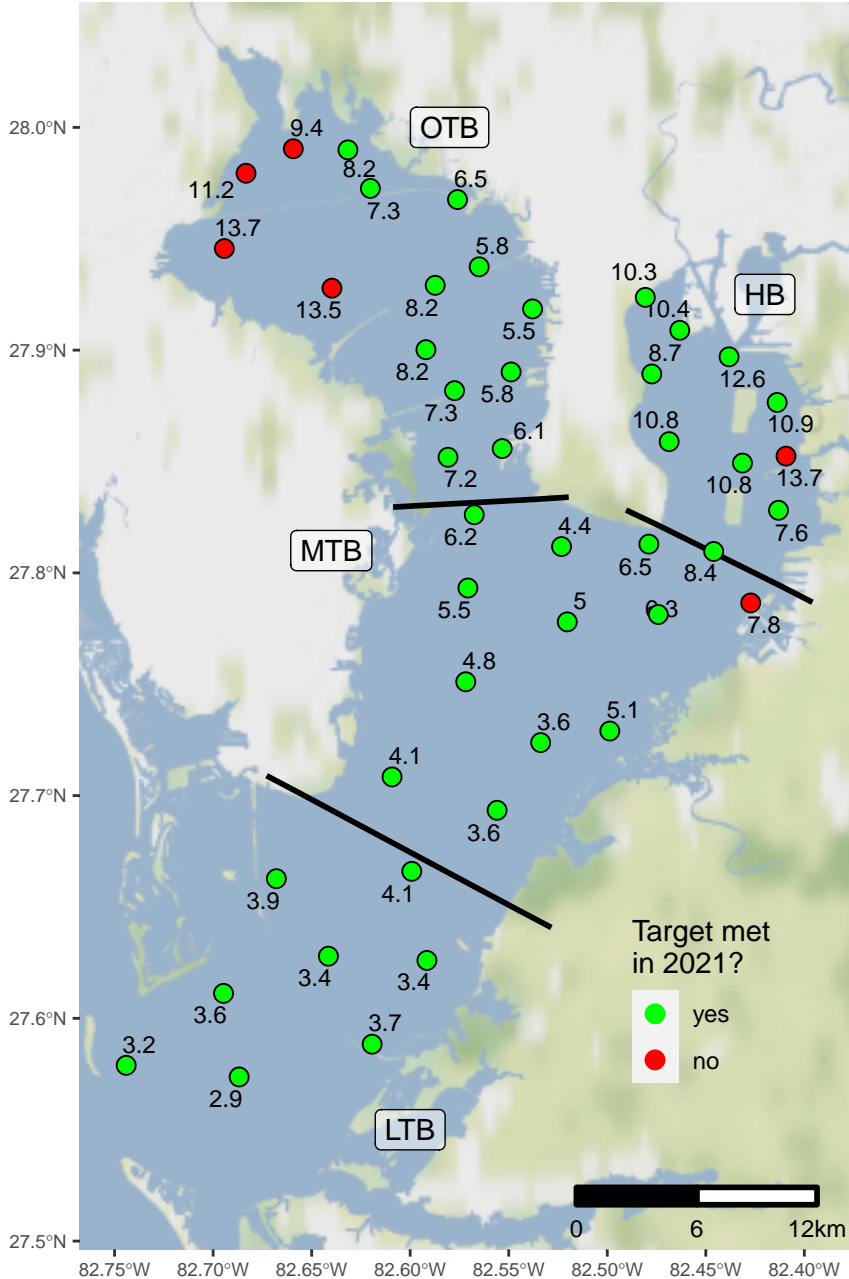 28.0°N
27.9°N
27.8°N
27.7°N
27.6°N
27.5°N
9.4
OTB
8.2
11.2
6.5
7.3
13.7
5.8
10.3
HB
13.5
8.2
10.4
5.5
8.2
8.7
12.6
5.8
7.3
10.9
10.8
6.1
7.2
10.8
13.7
4.4
6.2
7.6
MTB
6.5
8.4
5.5
5
6.3
7.8
4.8
5.1
3.6
4.1
3.6
4.1
3.9
Target met
in 2021?
3.4
3.4
yes
3.6
3.7
3.2
no
2.9
LTB
0
6
12km
82.75°W
82.70°W
82.65°W
82.60°W
82.55°W
82.50°W
82.45°W
82.40°W